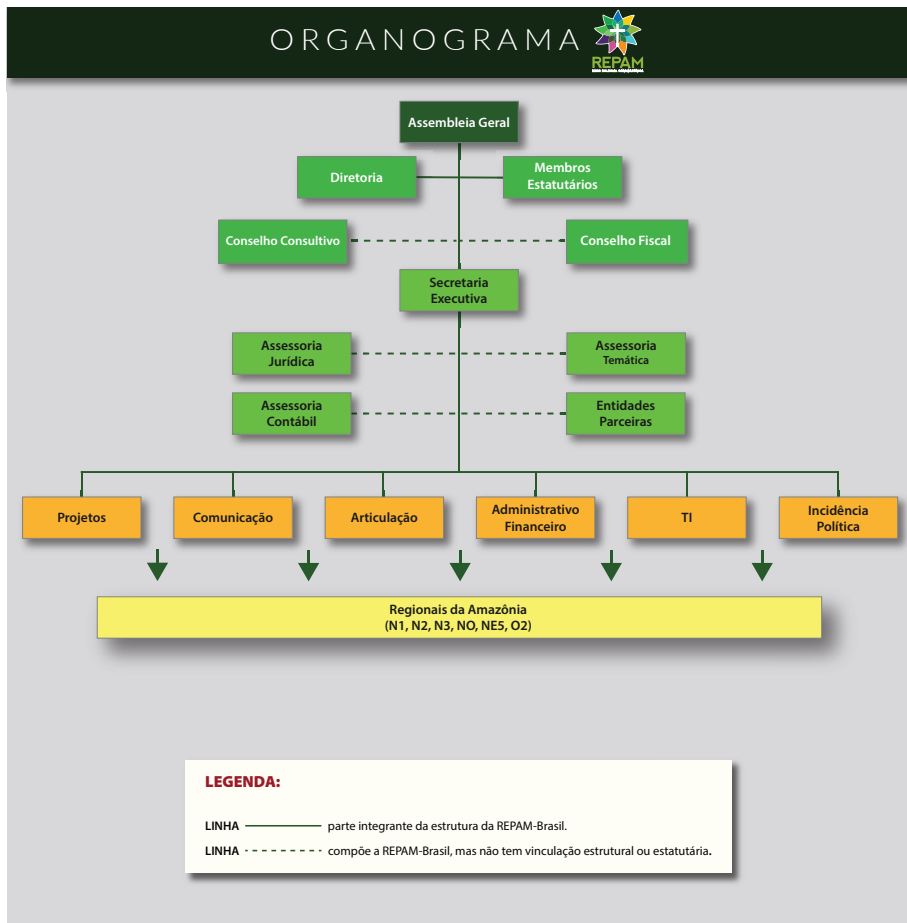 ORGANOGRAMA
REPAM
Assembleia Geral
Diretoria
Membros
Estatutários
Conselho Consultivo
Conselho Fiscal
Secretaria
Executiva
Assessoria
Jurídica
Assessoria
Temática
Assessoria
Contábil
Entidades
Parceiras
Projetos
Comunicação
Articulação
Administrativo
Financeiro
TI
Incidência
Política
Regionais da Amazônia
(N1, N2, N3, NO, NE5, O2)
LEGENDA:
LINHA parte integrante da estrutura da REPAM-Brasil.
LINHA compõe a REPAM-Brasil, mas não tem vinculação estrutural ou estatutária.